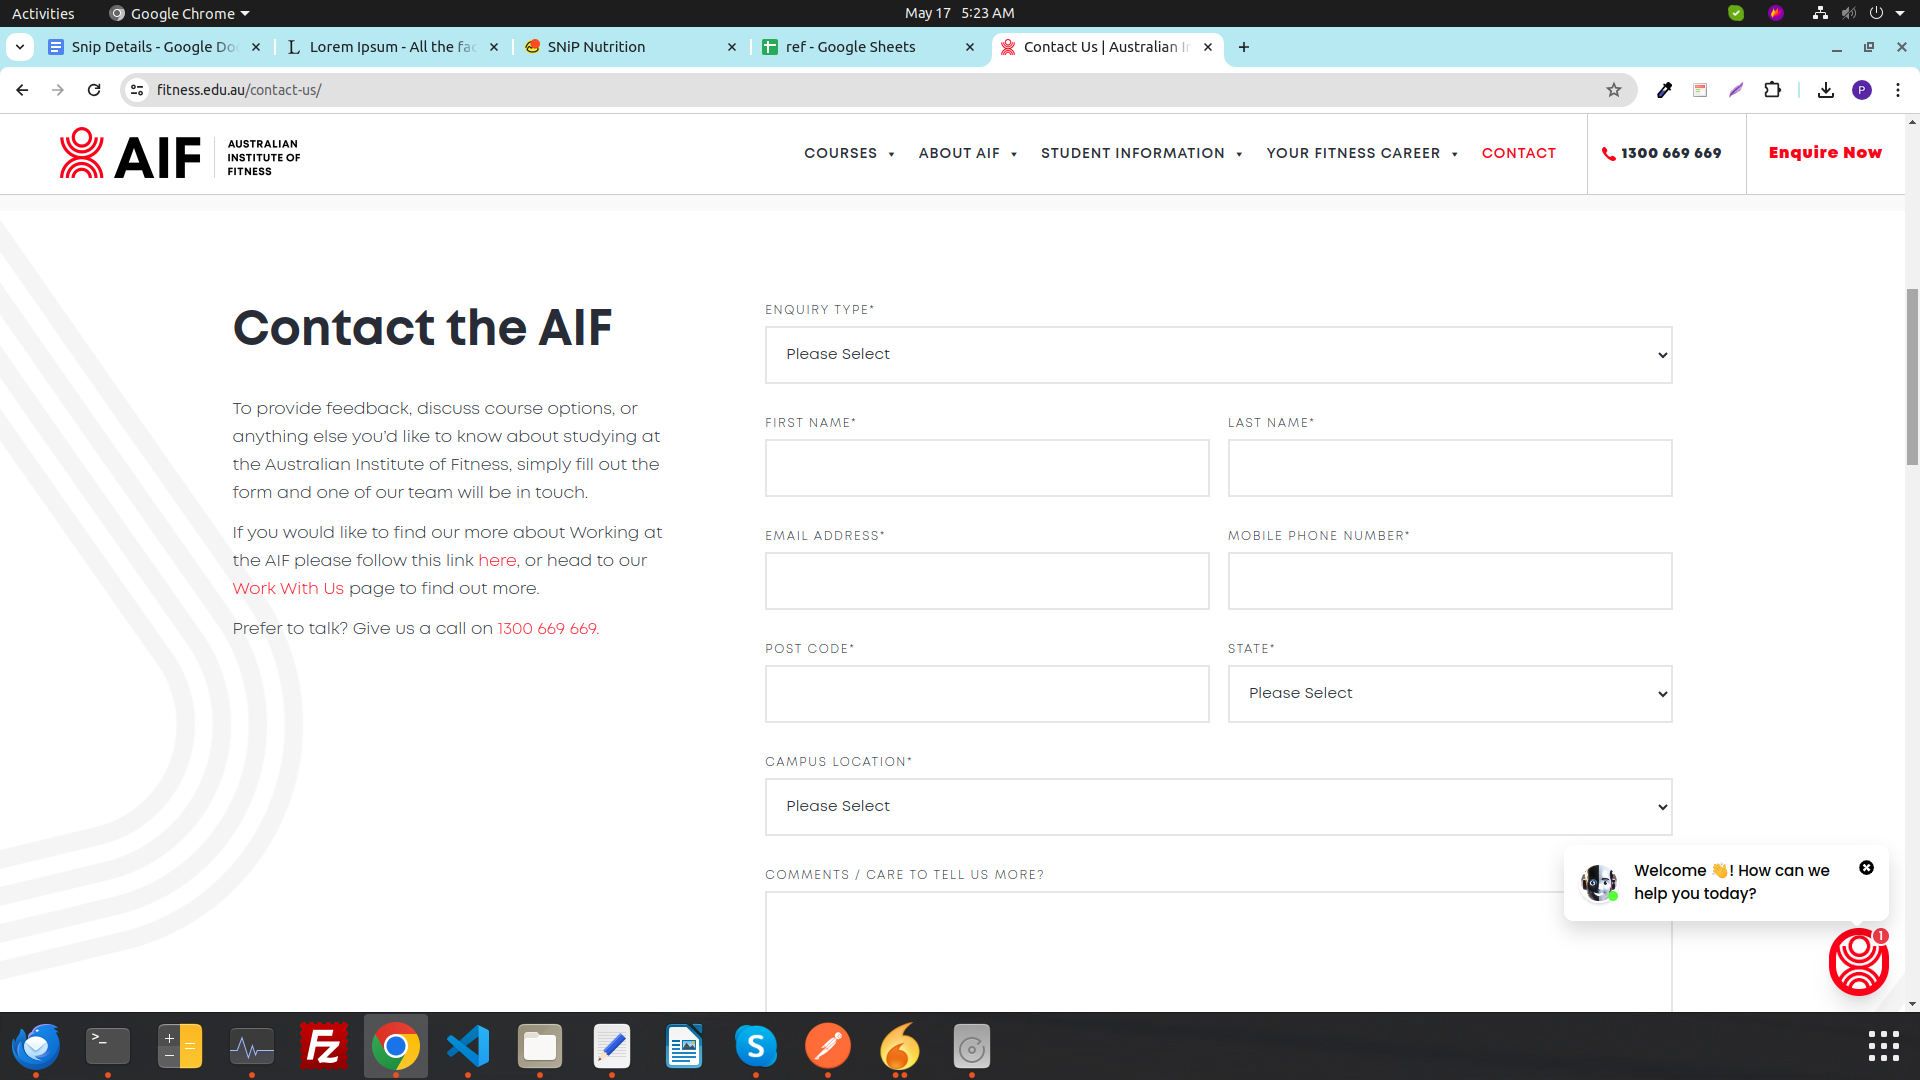 Activities
Google Chrome
May 17 5:23 AM
Snip Details - Google Do
Lorem Ipsum - All the fac
SNiP Nutrition
ref - Google Sheets
Contact Us | Australian In
fitness.edu.au/contact-us/
P
AIF
AUSTRALIAN
INSTITUTE OF
FITNESS
COURSES
ABOUT AIF
STUDENT INFORMATION
YOUR FITNESS CAREER
CONTACT
1300 669 669
Enquire Now
Contact the AIF
To provide feedback, discuss course options, or
anything else you’d like to know about studying at
the Australian Institute of Fitness, simply fill out the
form and one of our team will be in touch.
If you would like to find our more about Working at
the AIF please follow this link here, or head to our
Work With Us page to find out more.
Prefer to talk? Give us a call on 1300 669 669.
ENQUIRY TYPE*
Please Select
FIRST NAME*
LAST NAME*
EMAIL ADDRESS*
MOBILE PHONE NUMBER*
POST CODE*
STATE*
Please Select
CAMPUS LOCATION*
Please Select
COMMENTS / CARE TO TELL US MORE?
Welcome 👋! How can we
help you today?
1